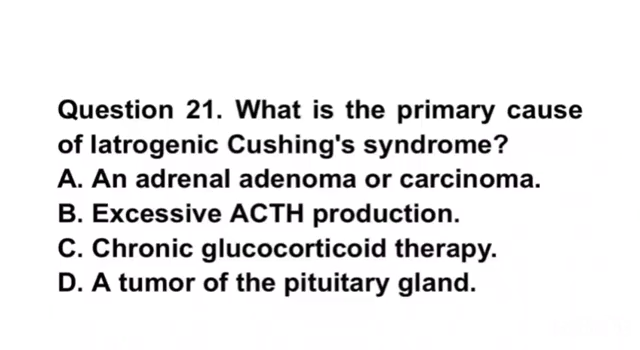 Question 21. What is the primary cause
of Iatrogenic Cushing's syndrome?
A. An adrenal adenoma or carcinoma.
B. Excessive ACTH production.
C. Chronic glucocorticoid therapy.
D. A tumor of the pituitary gland.